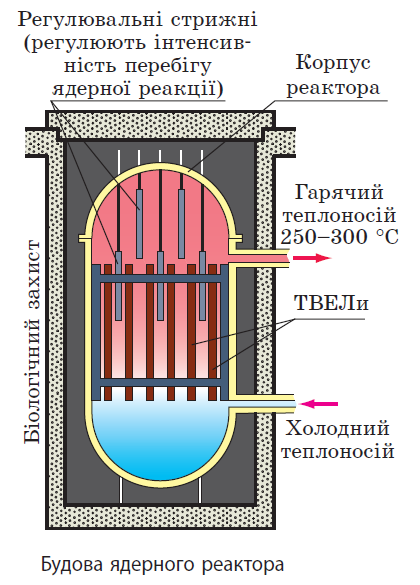 Регулювальні стрижні
(регулюють інтенсив-
ність перебігу
ядерної реакції)
Корпус
реактора
Гарячий
теплоносій
250–300 °C
ТВЕЛи
Біологічний захист
Холодний
теплоносій
Будова ядерного реактора